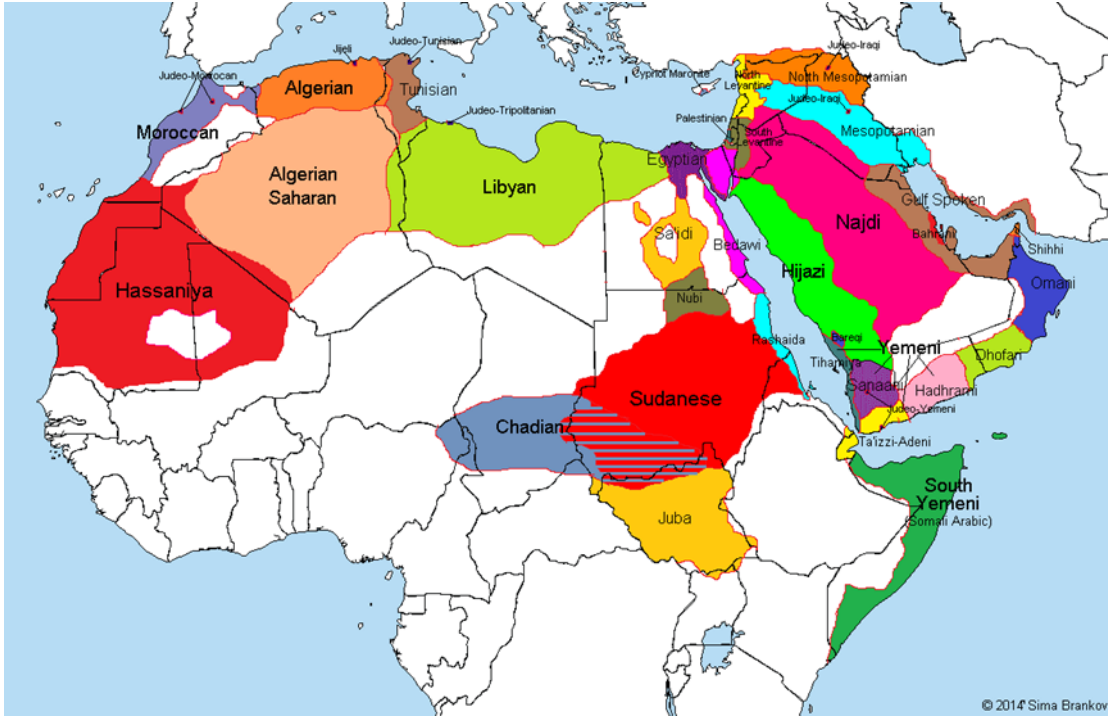 Jijeli
Judeo-Tunisian
Judeo-Iraqi
Judeo-Morrocan
Cypriot Maronite
North
Levantine
North Mesopotamian
Algerian
Tunisian
Judeo-Iraqi
Judeo-Tripolitanian
Moroccan
Palestinian
South
Levantine
Mesopotamian
Egyptian
Algerian
Saharan
Libyan
Gulf Spoken
Najdi
Sa'idi
Bedawi
Bahrani
Shihhi
Hijazi
Omani
Hassaniya
Nubi
Rashaida
Bareqi
Yemeni
Tihamiya
Dhofari
Sanaani
Hadhrami
Sudanese
Judeo-Yemeni
Chadian
Ta'izzi-Adeni
South
Yemeni
(Somali Arabic)
Juba
© 2014 Sima Brankov